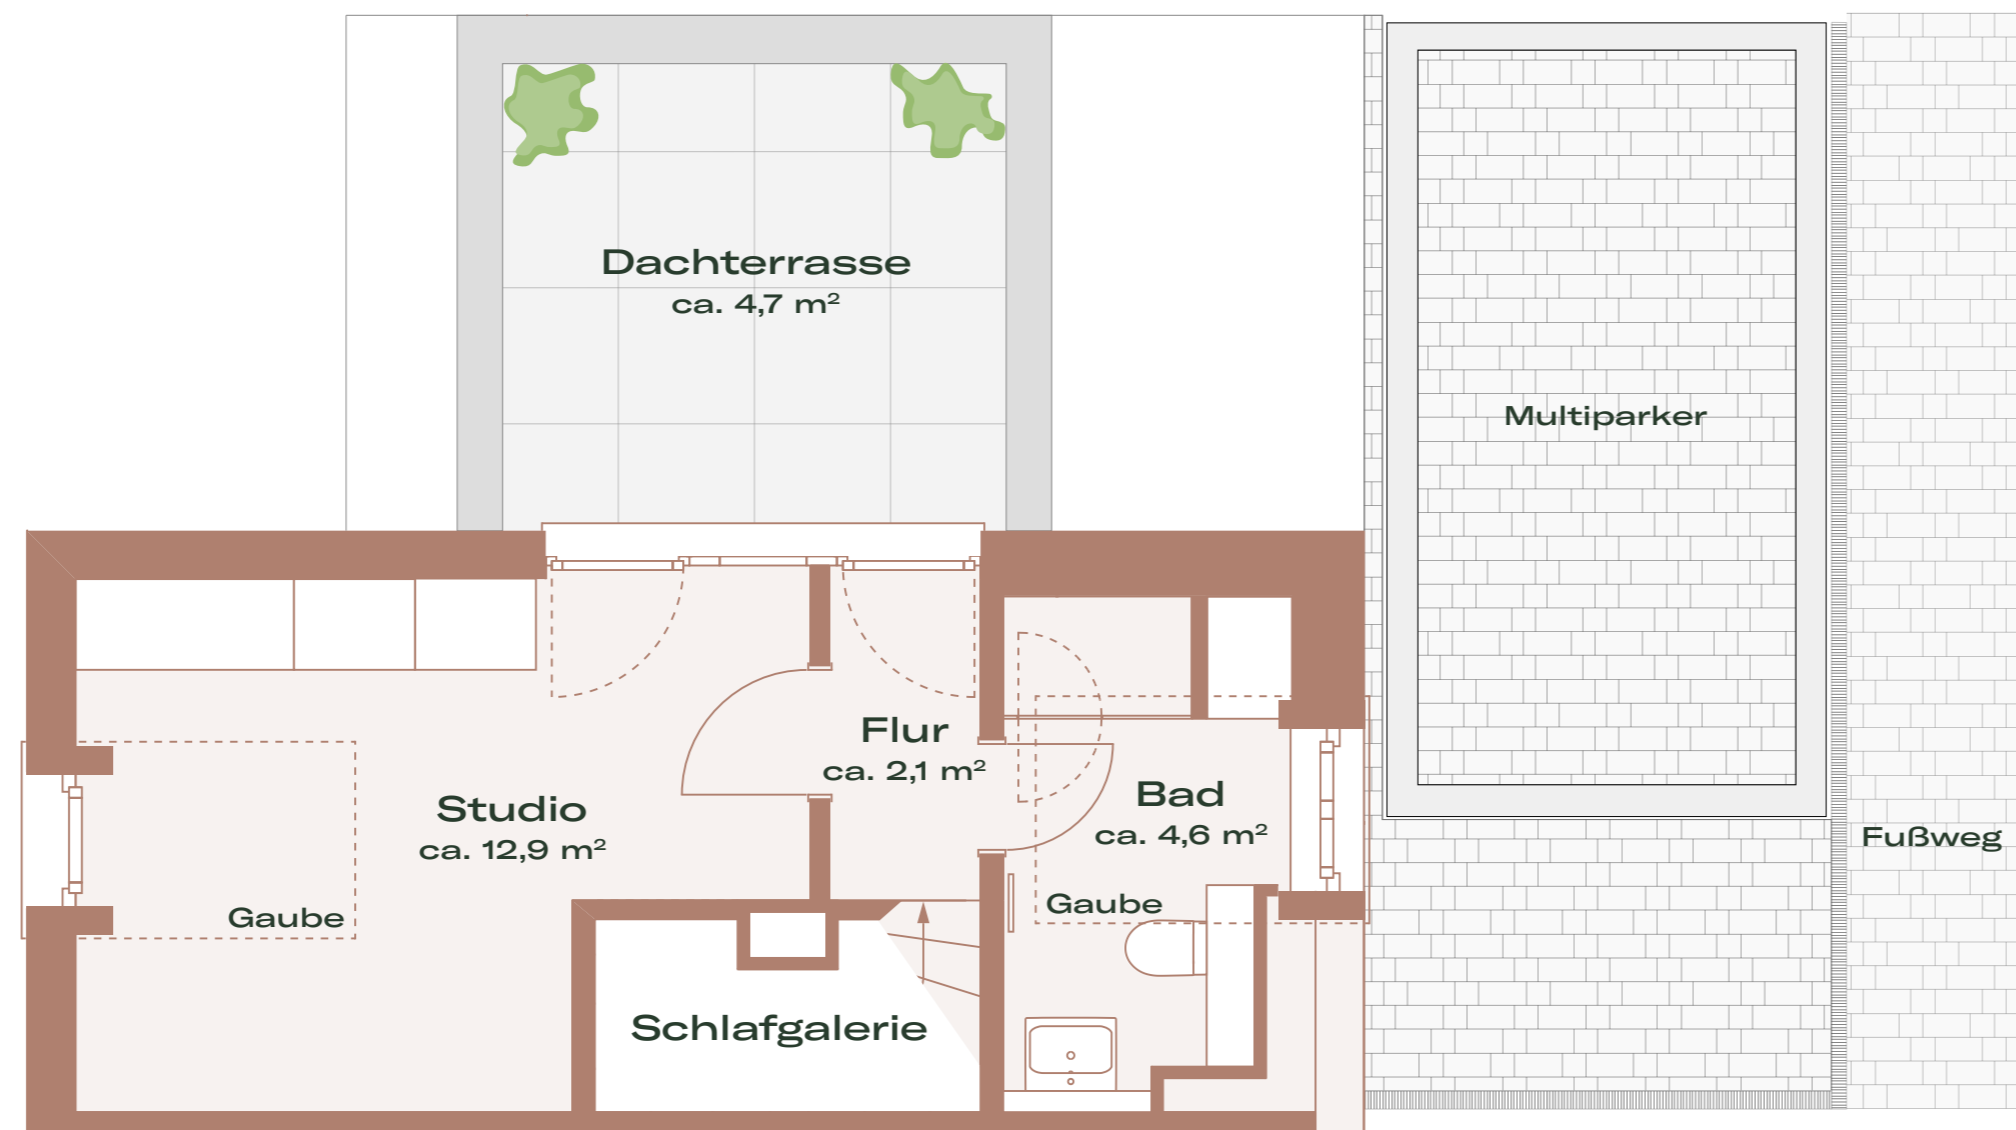 Dachterrasse
ca. 4,7 m²
Multiparker
Flur
ca. 2,1 m²
Studio
ca. 12,9 m²
Bad
ca. 4,6 m²
Fußweg
Gaube
Gaube
Schlafgalerie